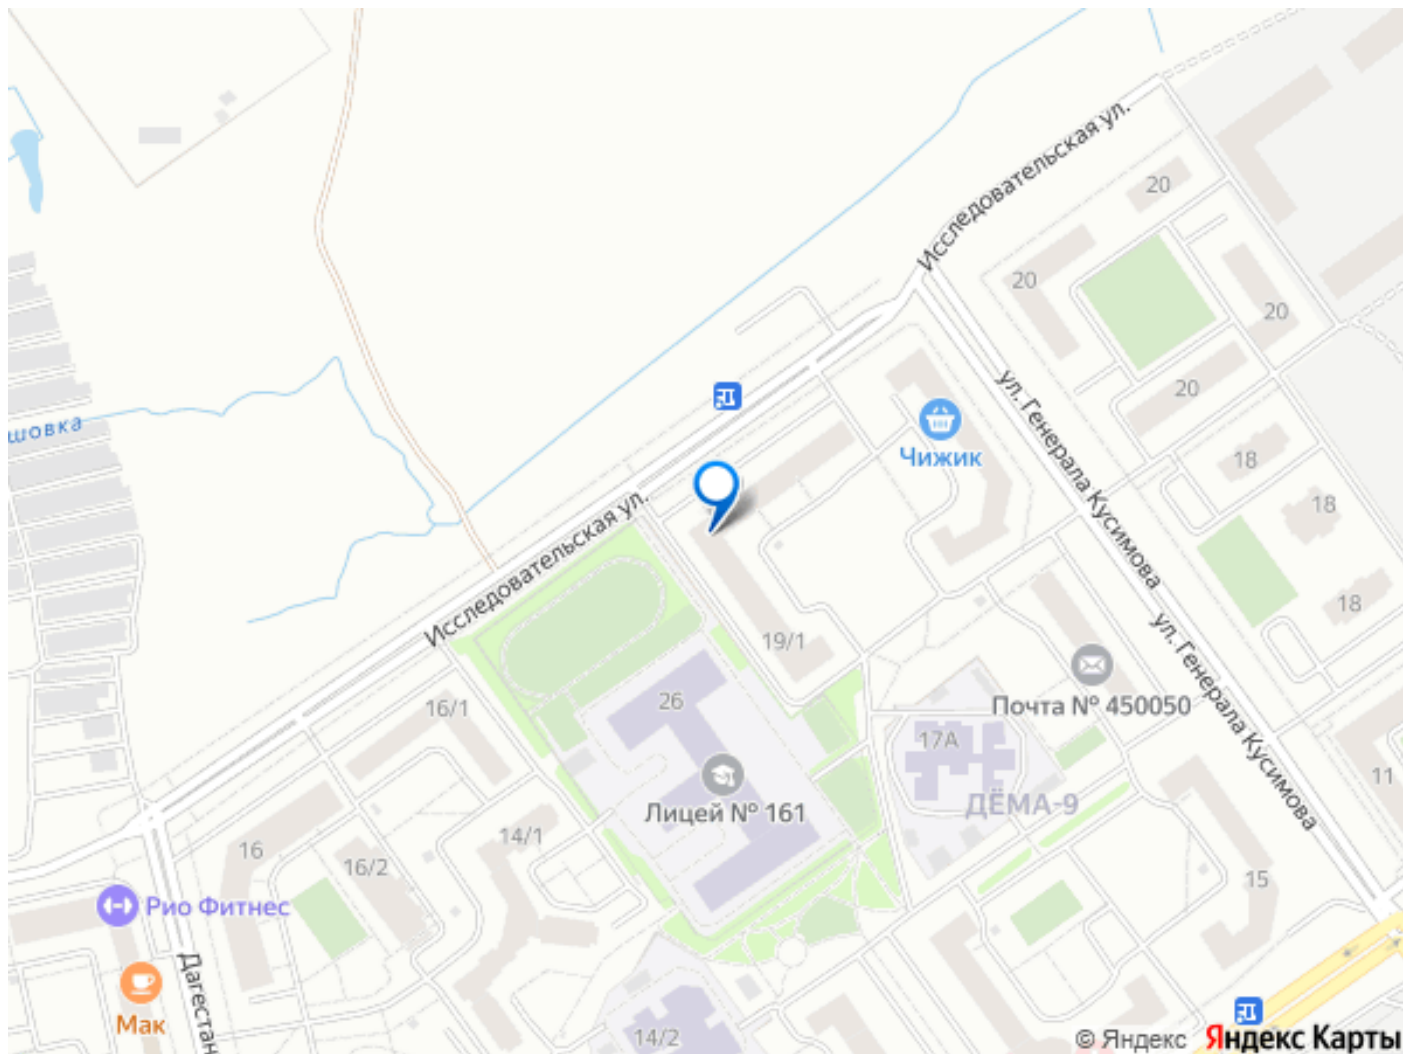 Исследовательская ул.
20
20
20
20
шовка
ул. Генерала Кусимова
Чижик
18
18
18
Исследовательская ул.
19/1
ул. Генерала Кусимова
Почта № 450050
26
16/1
17А
ДЁМА-9
11
Лицей № 161
14/1
16
16/2
15
Рио Фитнес
Дагестан
Мак
14/2
© Яндекс Яндекс Карты